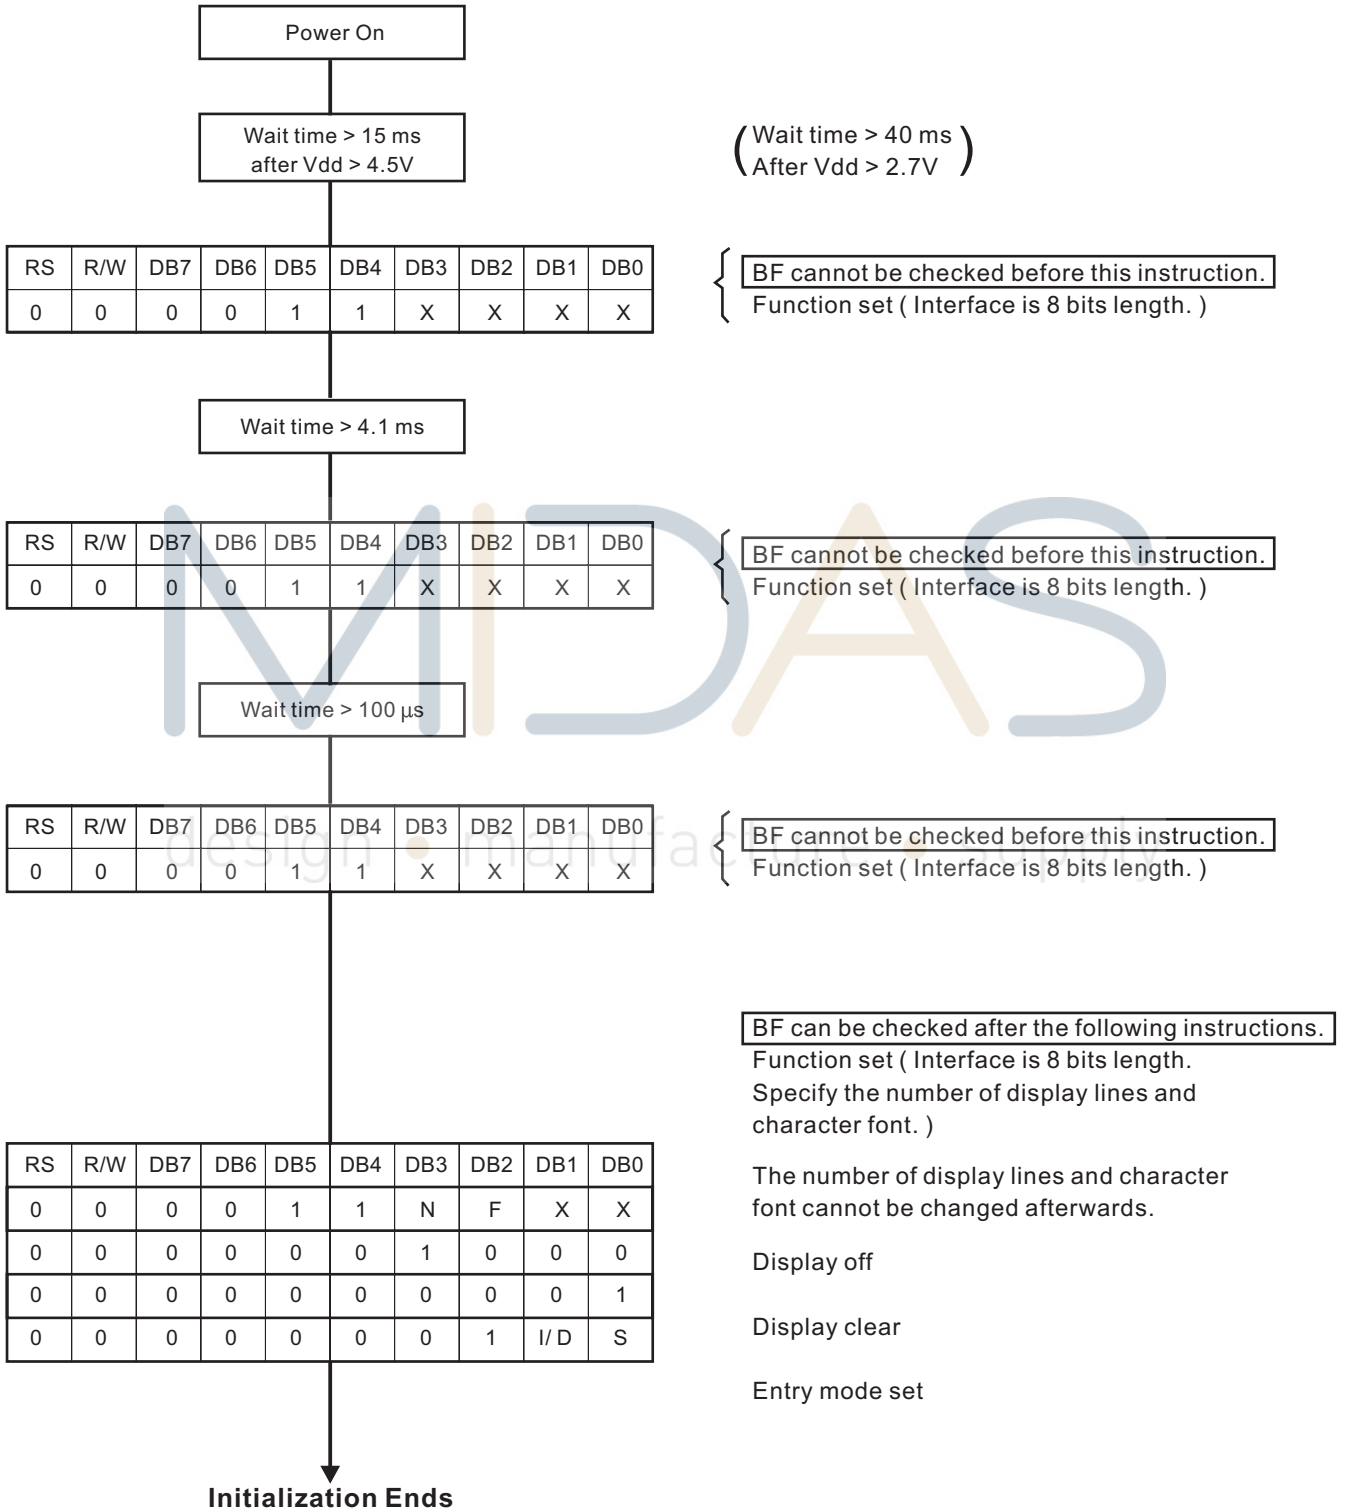 Power On
Wait time > 15 ms
after Vdd > 4.5V
( Wait time > 40 ms )
After Vdd > 2.7V
RS R/W DB7 DB6 DB5 DB4 DB3 DB2 DB1 DB0
0 0 0 0 1 1 X X X X
BF cannot be checked before this instruction.
Function set ( Interface is 8 bits length. )
Wait time > 4.1 ms
RS R/W DB7 DB6 DB5 DB4 DB3 DB2 DB1 DB0
0 0 0 0 1 1 X X X X
BF cannot be checked before this instruction.
Function set ( Interface is 8 bits length. )
MIDAS
Wait time > 100 µs
RS R/W DB7 DB6 DB5 DB4 DB3 DB2 DB1 DB0
0 0 0 0 1 1 X X X X
BF cannot be checked before this instruction.
Function set ( Interface is 8 bits length. )
design • manufacture • supply
BF can be checked after the following instructions.
Function set ( Interface is 8 bits length.
Specify the number of display lines and
character font. )
The number of display lines and character
font cannot be changed afterwards.
RS R/W DB7 DB6 DB5 DB4 DB3 DB2 DB1 DB0
0 0 0 0 1 1 N F X X
0 0 0 0 0 0 1 0 0 0
0 0 0 0 0 0 0 0 0 1
0 0 0 0 0 0 0 1 I/D S
Display off
Display clear
Entry mode set
Initialization Ends